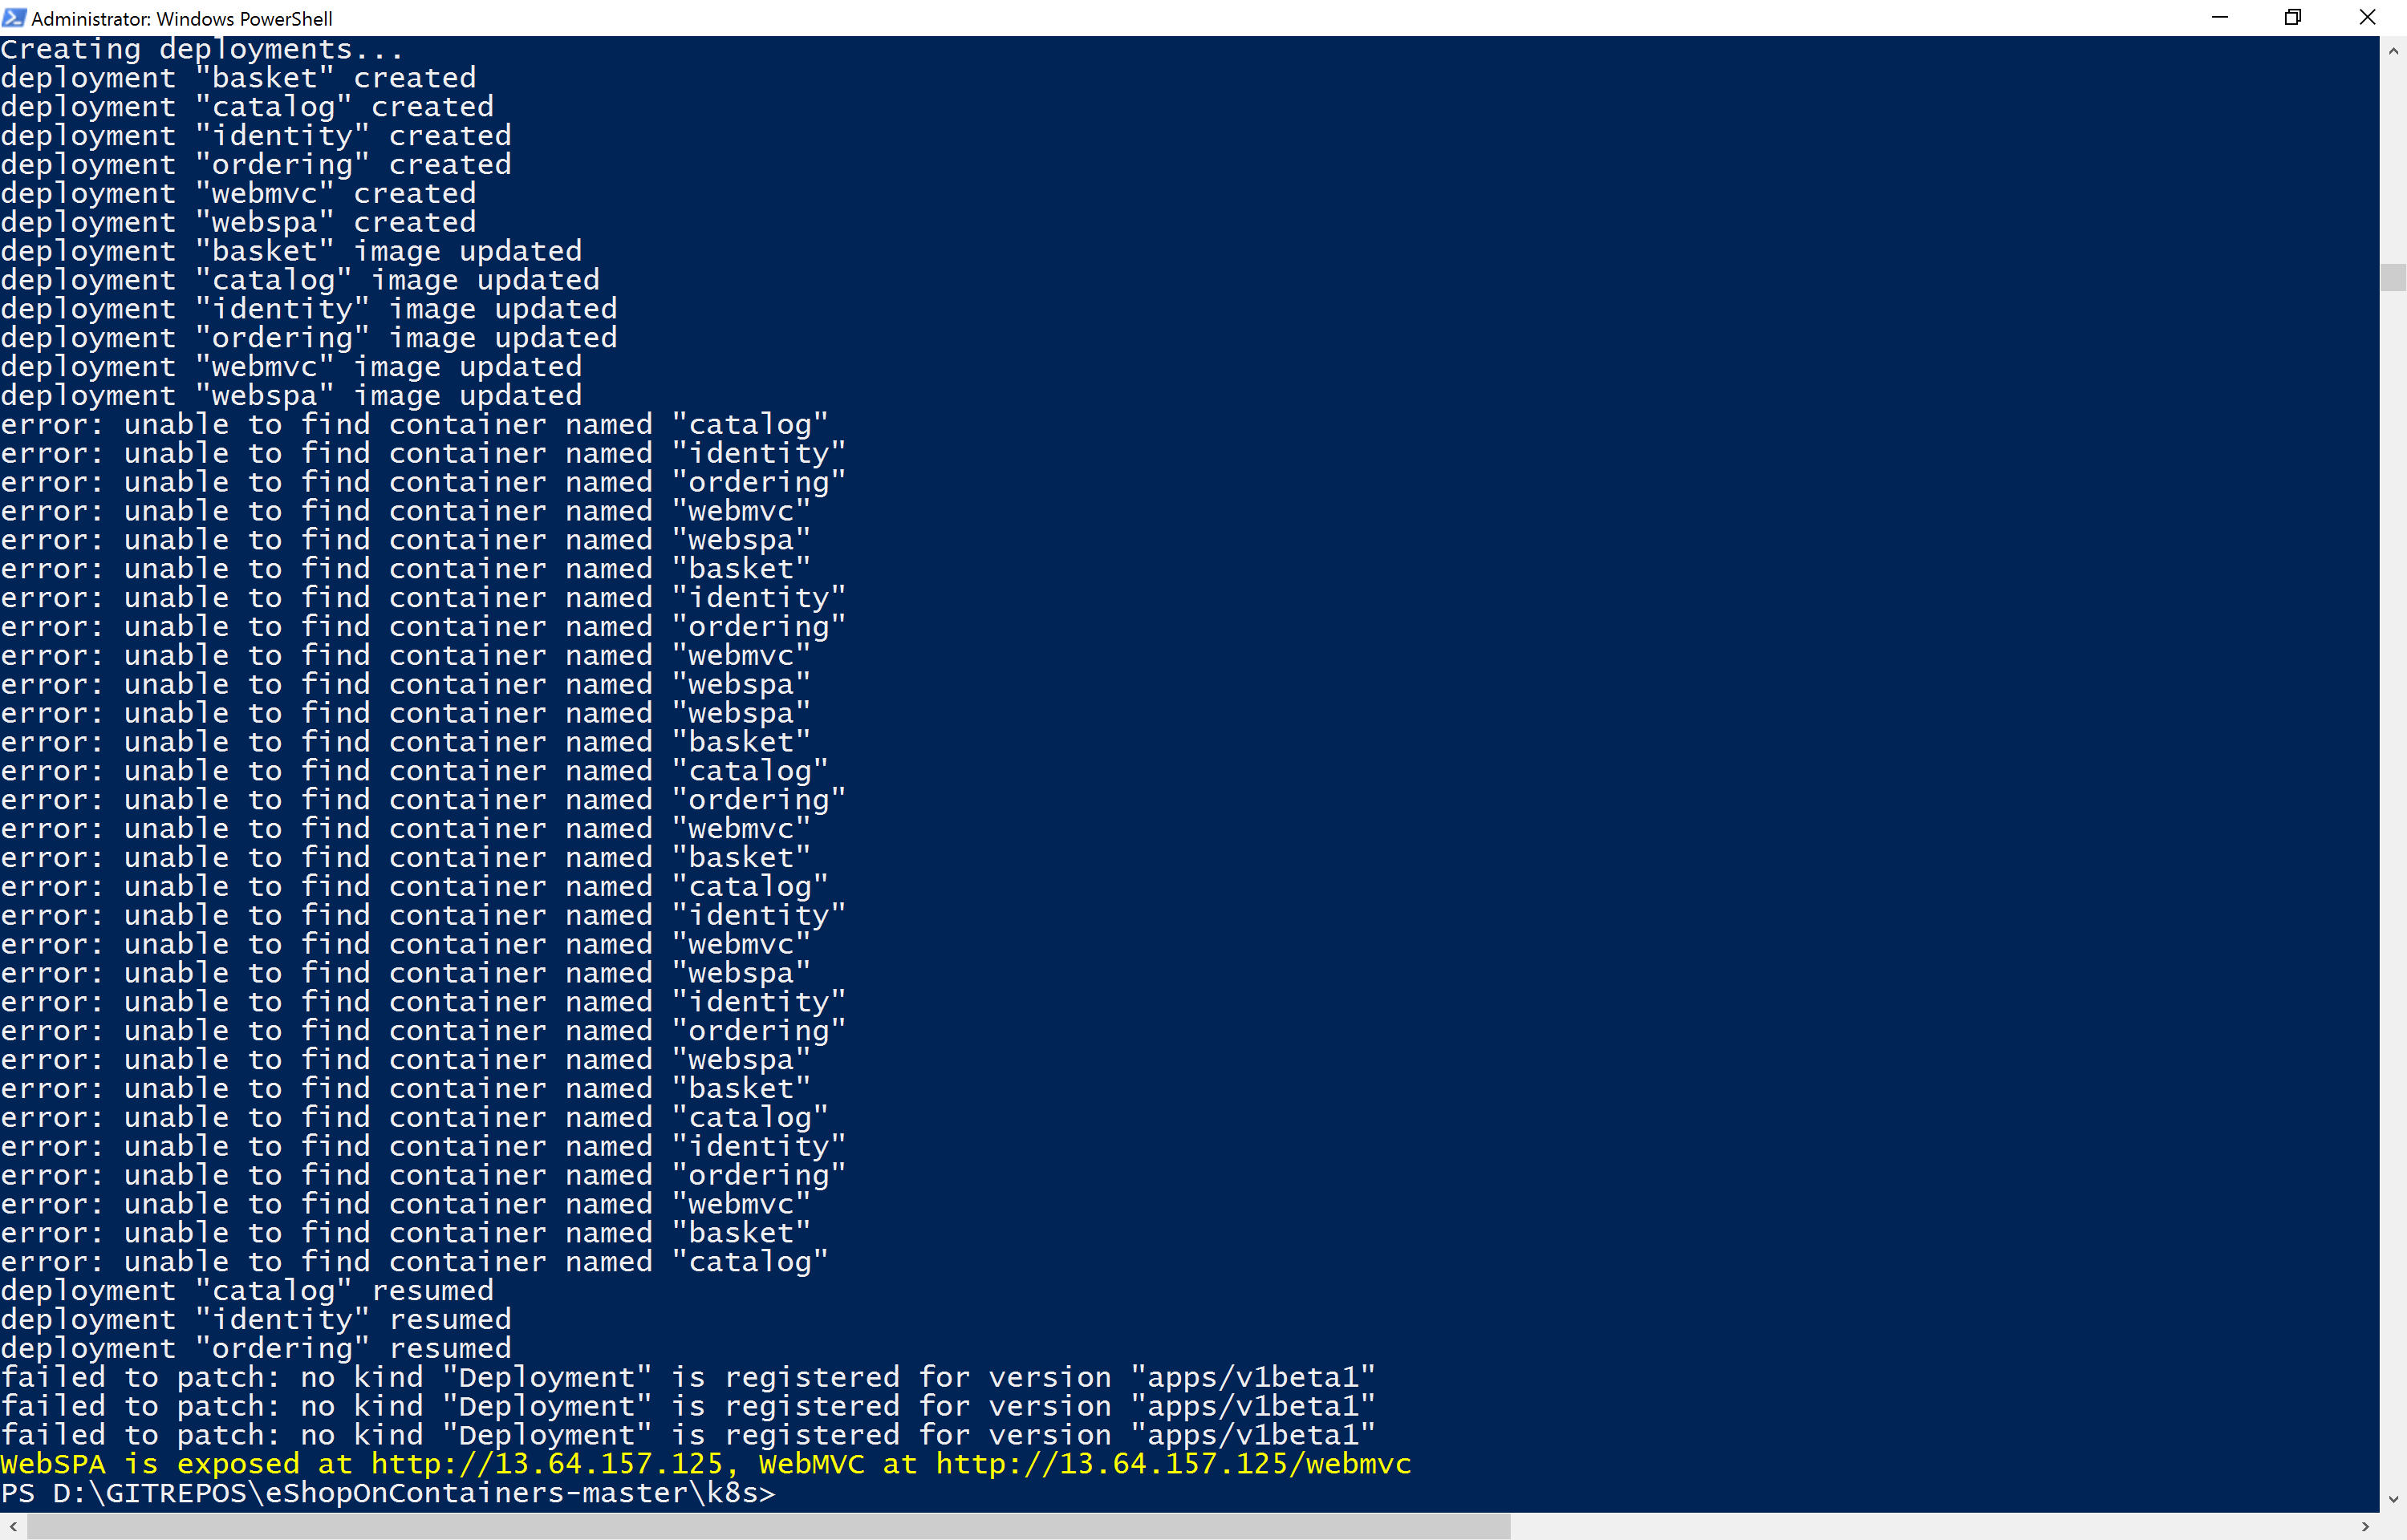 Administrator: Windows PowerShell
Creating deployments...
deployment "basket" created
deployment "catalog" created
deployment "identity" created
deployment "ordering" created
deployment "webmvc" created
deployment "webspa" created
deployment "basket" image updated
deployment "catalog" image updated
deployment "identity" image updated
deployment "ordering" image updated
deployment "webmvc" image updated
deployment "webspa" image updated
error: unable to find container named "catalog"
error: unable to find container named "identity"
error: unable to find container named "ordering"
error: unable to find container named "webmvc"
error: unable to find container named "webspa"
error: unable to find container named "basket"
error: unable to find container named "identity"
error: unable to find container named "ordering"
error: unable to find container named "webmvc"
error: unable to find container named "webspa"
error: unable to find container named "webspa"
error: unable to find container named "basket"
error: unable to find container named "catalog"
error: unable to find container named "ordering"
error: unable to find container named "webmvc"
error: unable to find container named "basket"
error: unable to find container named "catalog"
error: unable to find container named "identity"
error: unable to find container named "webmvc"
error: unable to find container named "webspa"
error: unable to find container named "identity"
error: unable to find container named "ordering"
error: unable to find container named "webspa"
error: unable to find container named "basket"
error: unable to find container named "catalog"
error: unable to find container named "identity"
error: unable to find container named "ordering"
error: unable to find container named "webmvc"
error: unable to find container named "basket"
error: unable to find container named "catalog"
deployment "catalog" resumed
deployment "identity" resumed
deployment "ordering" resumed
failed to patch: no kind "Deployment" is registered for version "apps/v1beta1"
failed to patch: no kind "Deployment" is registered for version "apps/v1beta1"
failed to patch: no kind "Deployment" is registered for version "apps/v1beta1"
WebSPA is exposed at http://13.64.157.125, WebMVC at http://13.64.157.125/webmvc
PS D:\GITREPOS\eShopOnContainers-master\k8s>